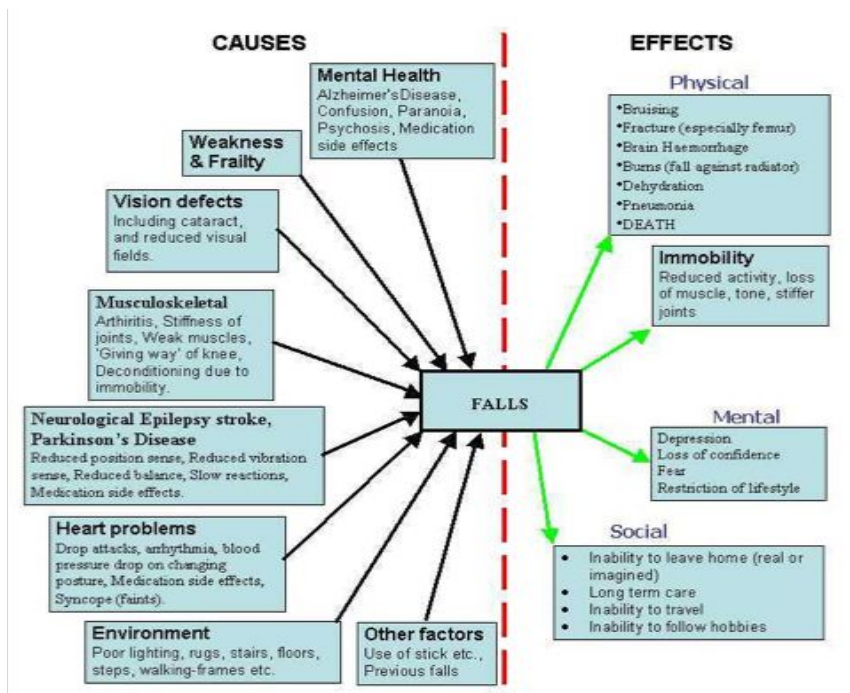 CAUSES
EFFECTS
Mental Health
Alzheimer'sDisease,
Confusion, Paranoia,
Psychosis, Medication
side effects
Weakness
& Frailty
Vision defects
Including cataract,
and reduced visual
fields.
Musculoskeletal
Arthiritis, Stiffness of
joints, Weak muscles,
'Giving way' of knee,
Deconditioning due to
immobility.
Neurological Epilepsy stroke,
Parkinson's Disease
Reduced position sense, Reduced vibration
sense, Reduced balance, Slow reactions,
Medication side effects.
Heart problems
Drop attacks, arrhythmia, blood
pressure drop on changing
posture, Medication side effects,
Syncope (faints).
Environment
Poor lighting, rugs, stairs, floors,
steps, walking-frames etc.
Other factors
Use of stick etc.,
Previous falls
FALLS
Physical
•Bruising
•Fracture (especially femur)
•Brain Haemorrhage
•Burns (fall against radiator)
•Dehydration
•Pneumonia
•DEATH
Immobility
Reduced activity, loss
of muscle, tone, stiffer
joints
Mental
Depression
Loss of confidence
Fear
Restriction of lifestyle
Social
• Inability to leave home (real or
imagined)
• Long term care
• Inability to travel
• Inability to follow hobbies